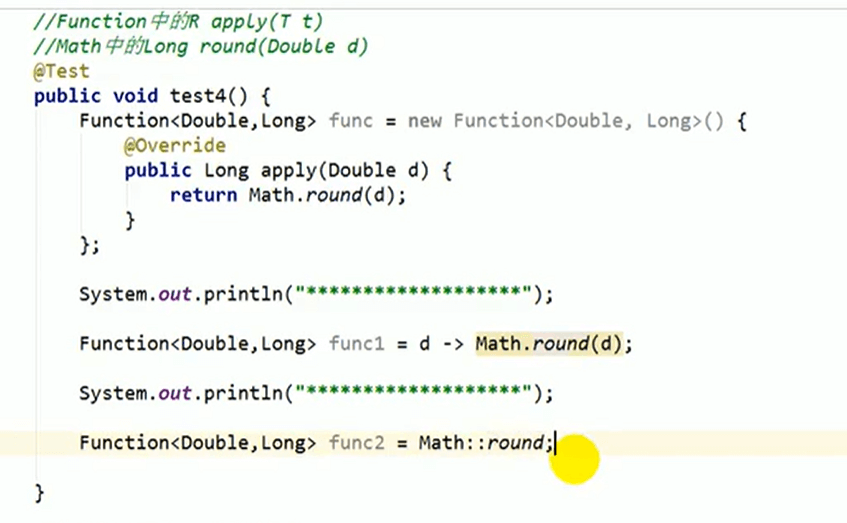 //Function中的R apply(T t)
//Math中的Long round(Double d)
@Test
public void test4() {
    Function<Double,Long> func = new Function<Double, Long>() {
        @Override
        public Long apply(Double d) {
            return Math.round(d);
        }
    };
    System.out.println("*******************");
    Function<Double,Long> func1 = d -> Math.round(d);
    System.out.println("*******************");
    Function<Double,Long> func2 = Math::round;
}